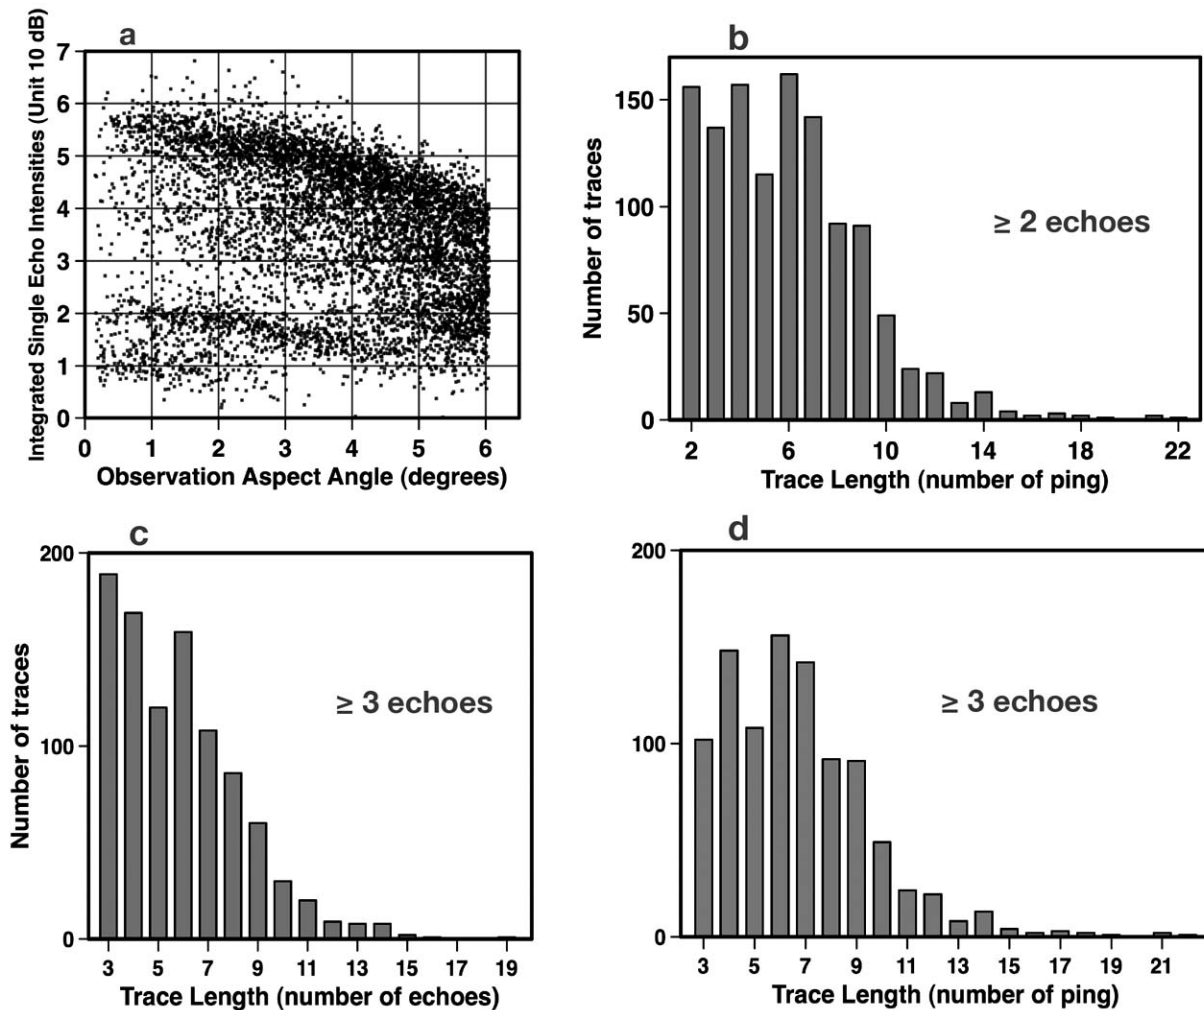 a
Integrated Single Echo Intensities (Unit 10 dB)
7
6
5
4
3
2
1
0
0 1 2 3 4 5 6
Observation Aspect Angle (degrees)
b
Number of traces
150
100
50
0
≥ 2 echoes
2 6 10 14 18 22
Trace Length (number of ping)
c
Number of traces
200
100
0
≥ 3 echoes
3 5 7 9 11 13 15 17 19
Trace Length (number of echoes)
d
Number of traces
200
100
0
≥ 3 echoes
3 5 7 9 11 13 15 17 19 21
Trace Length (number of ping)